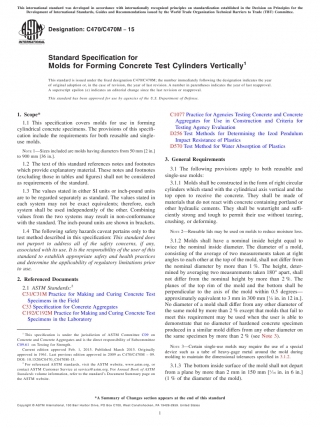 This international standard was developed in accordance with internationally recognized principles on standardization established in the Decision on Principles for the
Development of International Standards, Guides and Recommendations issued by the World Trade Organization Technical Barriers to Trade (TBT) Committee.
Designation: C470/C470M – 15
INTERNATIONAL
Standard Specification for
Molds for Forming Concrete Test Cylinders Vertically1
This standard is issued under the fixed designation C470/C470M; the number immediately following the designation indicates the year
of original adoption or, in the case of revision, the year of last revision. A number in parentheses indicates the year of last reapproval.
A superscript epsilon (ε) indicates an editorial change since the last revision or reapproval.
This standard has been approved for use by agencies of the U.S. Department of Defense.
1. Scope*
1.1 This specification covers molds for use in forming
cylindrical concrete specimens. The provisions of this specifi-
cation include the requirements for both reusable and single-
use molds.
NOTE 1—Sizes included are molds having diameters from 50 mm [2 in.]
to 900 mm [36 in.].
1.2 The text of this standard references notes and footnotes
which provide explanatory material. These notes and footnotes
(excluding those in tables and figures) shall not be considered
as requirements of the standard.
1.3 The values stated in either SI units or inch-pound units
are to be regarded separately as standard. The values stated in
each system may not be exact equivalents; therefore, each
system shall be used independently of the other. Combining
values from the two systems may result in non-conformance
with the standard. The inch-pound units are shown in brackets.
1.4 The following safety hazards caveat pertains only to the
test method described in this specification: This standard does
not purport to address all of the safety concerns, if any,
associated with its use. It is the responsibility of the user of this
standard to establish appropriate safety and health practices
and determine the applicability of regulatory limitations prior
to use.
2. Referenced Documents
2.1 ASTM Standards:2
C31/C31M Practice for Making and Curing Concrete Test
Specimens in the Field
C33 Specification for Concrete Aggregates
C192/C192M Practice for Making and Curing Concrete Test
Specimens in the Laboratory
1 This specification is under the jurisdiction of ASTM Committee C09 on
Concrete and Concrete Aggregates and is the direct responsibility of Subcommittee
C09.61 on Testing for Strength.
Current edition approved Feb. 1, 2015. Published March 2015. Originally
approved in 1961. Last previous edition approved in 2009 as C470/C470M – 09.
DOI: 10.1520/C0470_C0470M-15.
2 For referenced ASTM standards, visit the ASTM website, www.astm.org, or
contact ASTM Customer Service at service@astm.org. For Annual Book of ASTM
Standards volume information, refer to the standard's Document Summary page on
the ASTM website.
C1077 Practice for Agencies Testing Concrete and Concrete
Aggregates for Use in Construction and Criteria for
Testing Agency Evaluation
D256 Test Methods for Determining the Izod Pendulum
Impact Resistance of Plastics
D570 Test Method for Water Absorption of Plastics
3. General Requirements
3.1 The following provisions apply to both reusable and
single-use molds:
3.1.1 Molds shall be constructed in the form of right circular
cylinders which stand with the cylindrical axis vertical and the
top open to receive the concrete. They shall be made of
materials that do not react with concrete containing portland or
other hydraulic cements. They shall be watertight and suffi-
ciently strong and tough to permit their use without tearing,
crushing, or deforming.
NOTE 2—Reusable lids may be used on molds to reduce moisture loss.
3.1.2 Molds shall have a nominal inside height equal to
twice the nominal inside diameter. The diameter of a mold,
consisting of the average of two measurements taken at right
angles to each other at the top of the mold, shall not differ from
the nominal diameter by more than 1 %. The height, deter-
mined by averaging two measurements taken 180° apart, shall
not differ from the nominal height by more than 2 %. The
planes of the top rim of the mold and the bottom shall be
perpendicular to the axis of the mold within 0.5 degrees—
approximately equivalent to 3 mm in 300 mm [1⁄8 in. in 12 in.].
No diameter of a mold shall differ from any other diameter of
the same mold by more than 2 % except that molds that fail to
meet this requirement may be used when the user is able to
demonstrate that no diameter of hardened concrete specimens
produced in a similar mold differs from any other diameter on
the same specimen by more than 2 % (see Note 3).
NOTE 3—Certain single-use molds may require the use of a special
device such as a tube of heavy-gage metal around the mold during
molding to maintain the dimensional tolerances specified in 3.1.2.
3.1.3 The bottom inside surface of the mold shall not depart
from a plane by more than 2 mm in 150 mm [1⁄16 in. in 6 in.]
(1 % of the diameter of the mold).
*A Summary of Changes section appears at the end of this standard
Copyright © ASTM International, 100 Barr Harbor Drive, PO Box C700, West Conshohocken, PA 19428-2959. United States
1